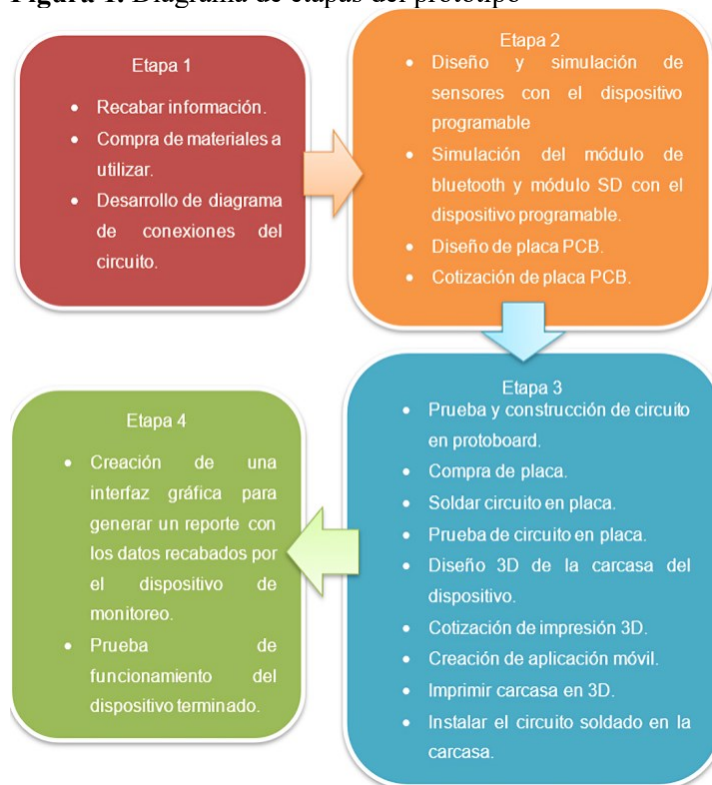 Figura 1. Diagrama de etapas del prototipo
Etapa 1
• Recabar información.
• Compra de materiales a
utilizar.
• Desarrollo de diagrama
de conexiones del
circuito.
Etapa 2
• Diseño y simulación de
sensores con el dispositivo
programable
• Simulación del módulo de
bluetooth y módulo SD con el
dispositivo programable.
• Diseño de placa PCB.
• Cotización de placa PCB.
Etapa 3
• Prueba y construcción de circuito
en protoboard.
• Compra de placa.
• Soldar circuito en placa.
• Prueba de circuito en placa.
• Diseño 3D de la carcasa del
dispositivo.
• Cotización de impresión 3D.
• Creación de aplicación móvil.
• Imprimir carcasa en 3D.
• Instalar el circuito soldado en la
carcasa.
Etapa 4
• Creación de una
interfaz gráfica para
generar un reporte con
los datos recabados por
el dispositivo de
monitoreo.
• Prueba de
funcionamiento del
dispositivo terminado.